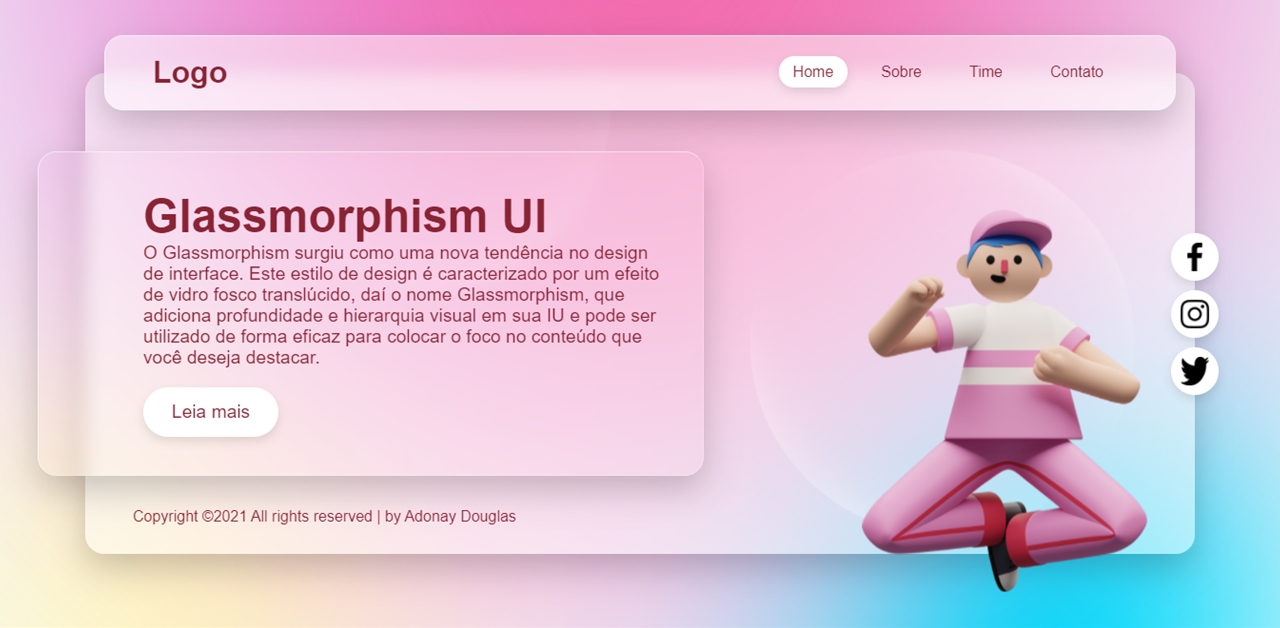 Logo
Home Sobre Time Contato
Glassmorphism UI
O Glassmorphism surgiu como uma nova tendência no design
de interface. Este estilo de design é caracterizado por um efeito
de vidro fosco translúcido, daí o nome Glassmorphism, que
adiciona profundidade e hierarquia visual em sua IU e pode ser
utilizado de forma eficaz para colocar o foco no conteúdo que
você deseja destacar.
Leia mais
Copyright ©2021 All rights reserved | by Adonay Douglas